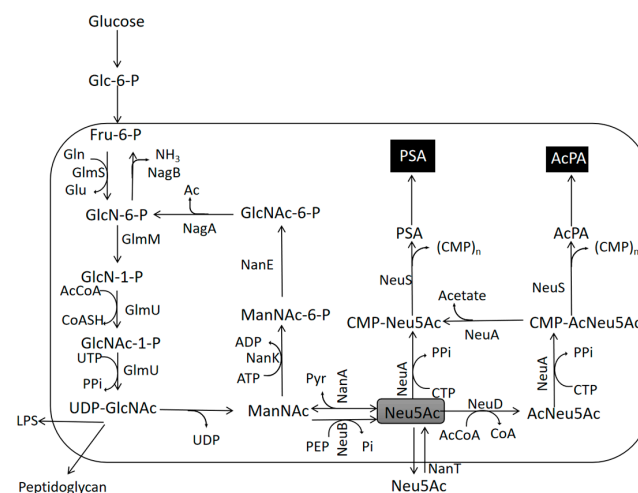 Glucose
Glc-6-P
Fru-6-P
Gln
GlmS
Glu
NH3
NagB
GlcN-6-P
Ac
NagA
GlcNAc-6-P
GlmM
GlcN-1-P
AcCoA
GlmU
CoASH
GlcNAc-1-P
UTP
GlmU
PPi
UDP-GlcNAc
LPS
Peptidoglycan
UDP
NanE
ManNAc-6-P
ADP
NanK
ATP
ManNAc
Pyr
NanA
NeuB
PEP
Pi
Neu5Ac
NanT
Neu5Ac
PSA
PSA
(CMP)n
NeuS
CMP-Neu5Ac
PPi
NeuA
CTP
Acetate
NeuA
NeuD
AcCoA
CoA
AcPA
AcPA
(CMP)n
NeuS
CMP-AcNeu5Ac
PPi
NeuA
CTP
AcNeu5Ac